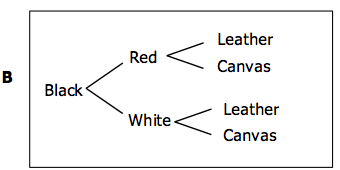 B
Black
Red
Leather
Canvas
White
Leather
Canvas